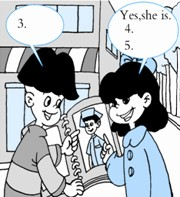 3.
Yes,she is.
4.
5.